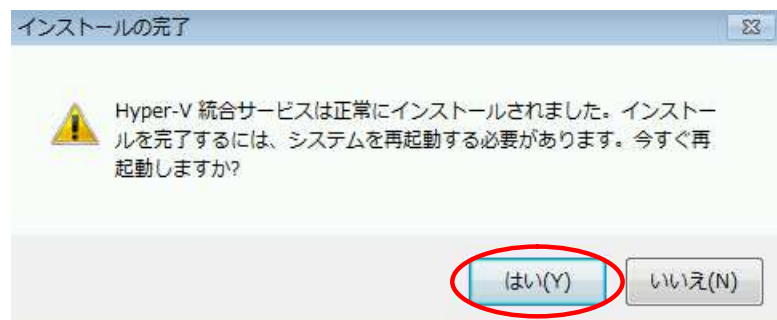 インストールの完了
Hyper-V 統合サービスは正常にインストールされました。インストー
ルを完了するには、システムを再起動する必要があります。今すぐ再
起動しますか?
はい(Y)
いいえ(N)